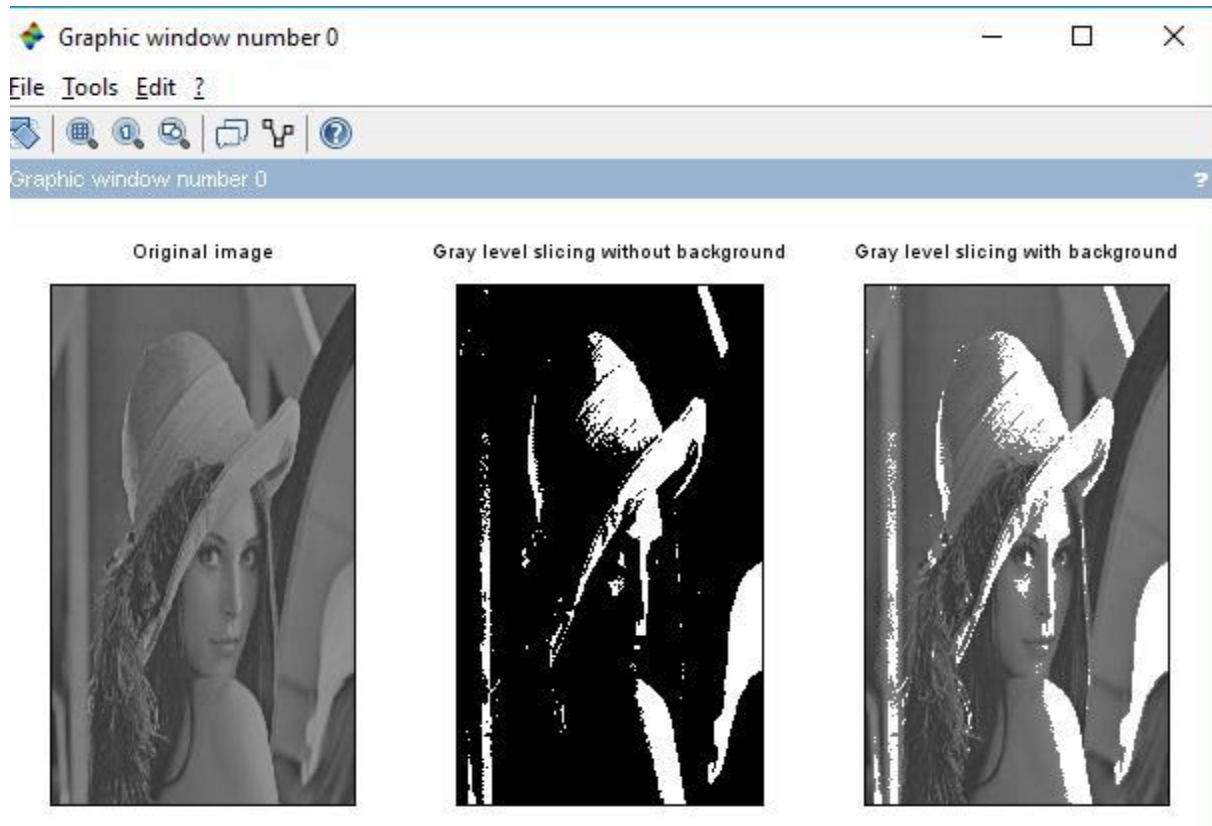 Graphic window number 0
File Tools Edit ?
Graphic window number 0 ?
Original image
Gray level slicing without background
Gray level slicing with background